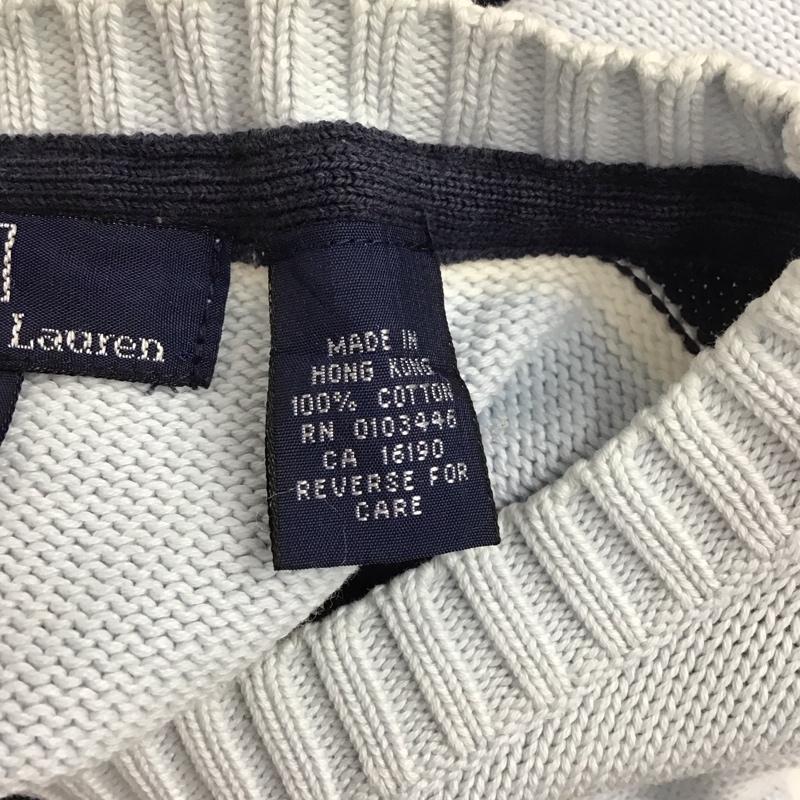 Lauren
MADE IN
HONG KONG
100% COTTON
RN 0103446
CA 16190
REVERSE FOR
CARE